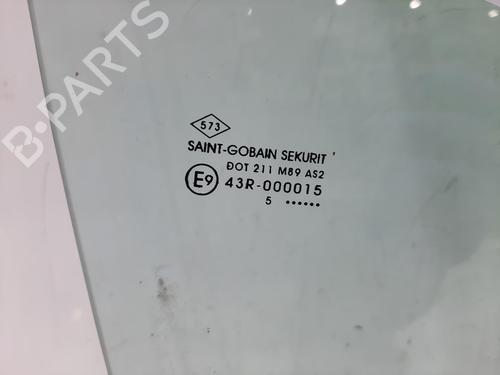 B-PARTS
573
SAINT-GOBAIN SEKURIT
DOT 211 M89 AS2
E9 43R-000015
5 ······